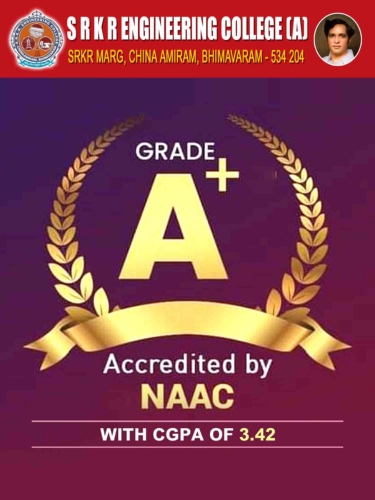 S R K R ENGINEERING COLLEGE (A)
SRKR MARG, CHINA AMIRAM, BHIMAVARAM - 534 204
GRADE
A+
Accredited by
NAAC
WITH CGPA OF 3.42